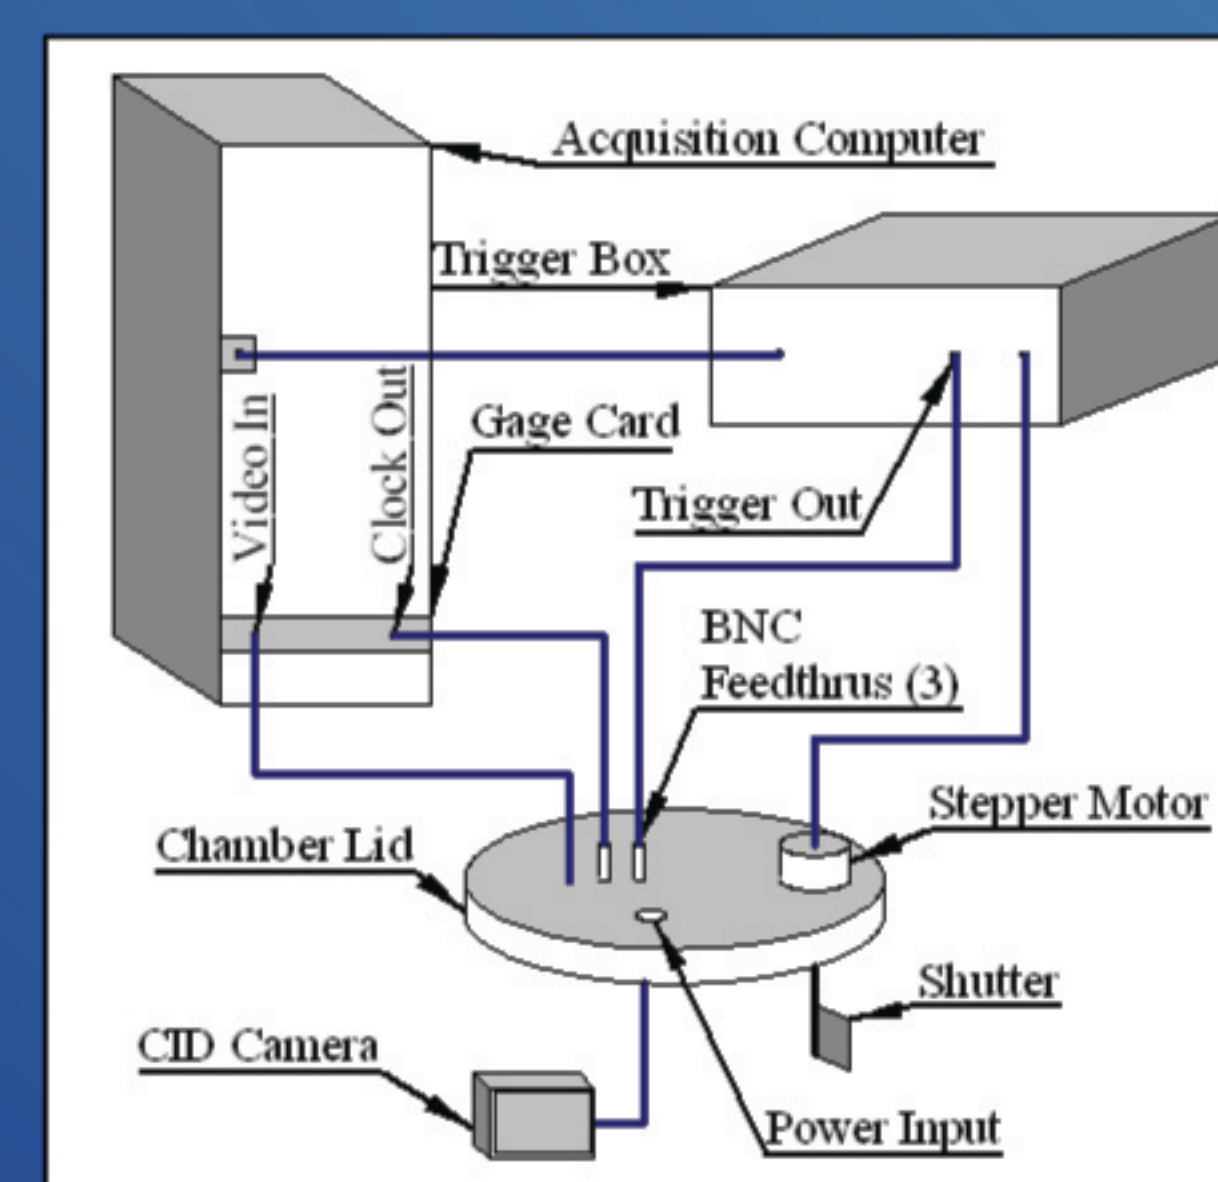 Acquisition Computer
Trigger Box
Video In
Clock Out
Gage Card
Trigger Out
BNC
Feedthrus (3)
Stepper Motor
Chamber Lid
Shutter
CID Camera
Power Input